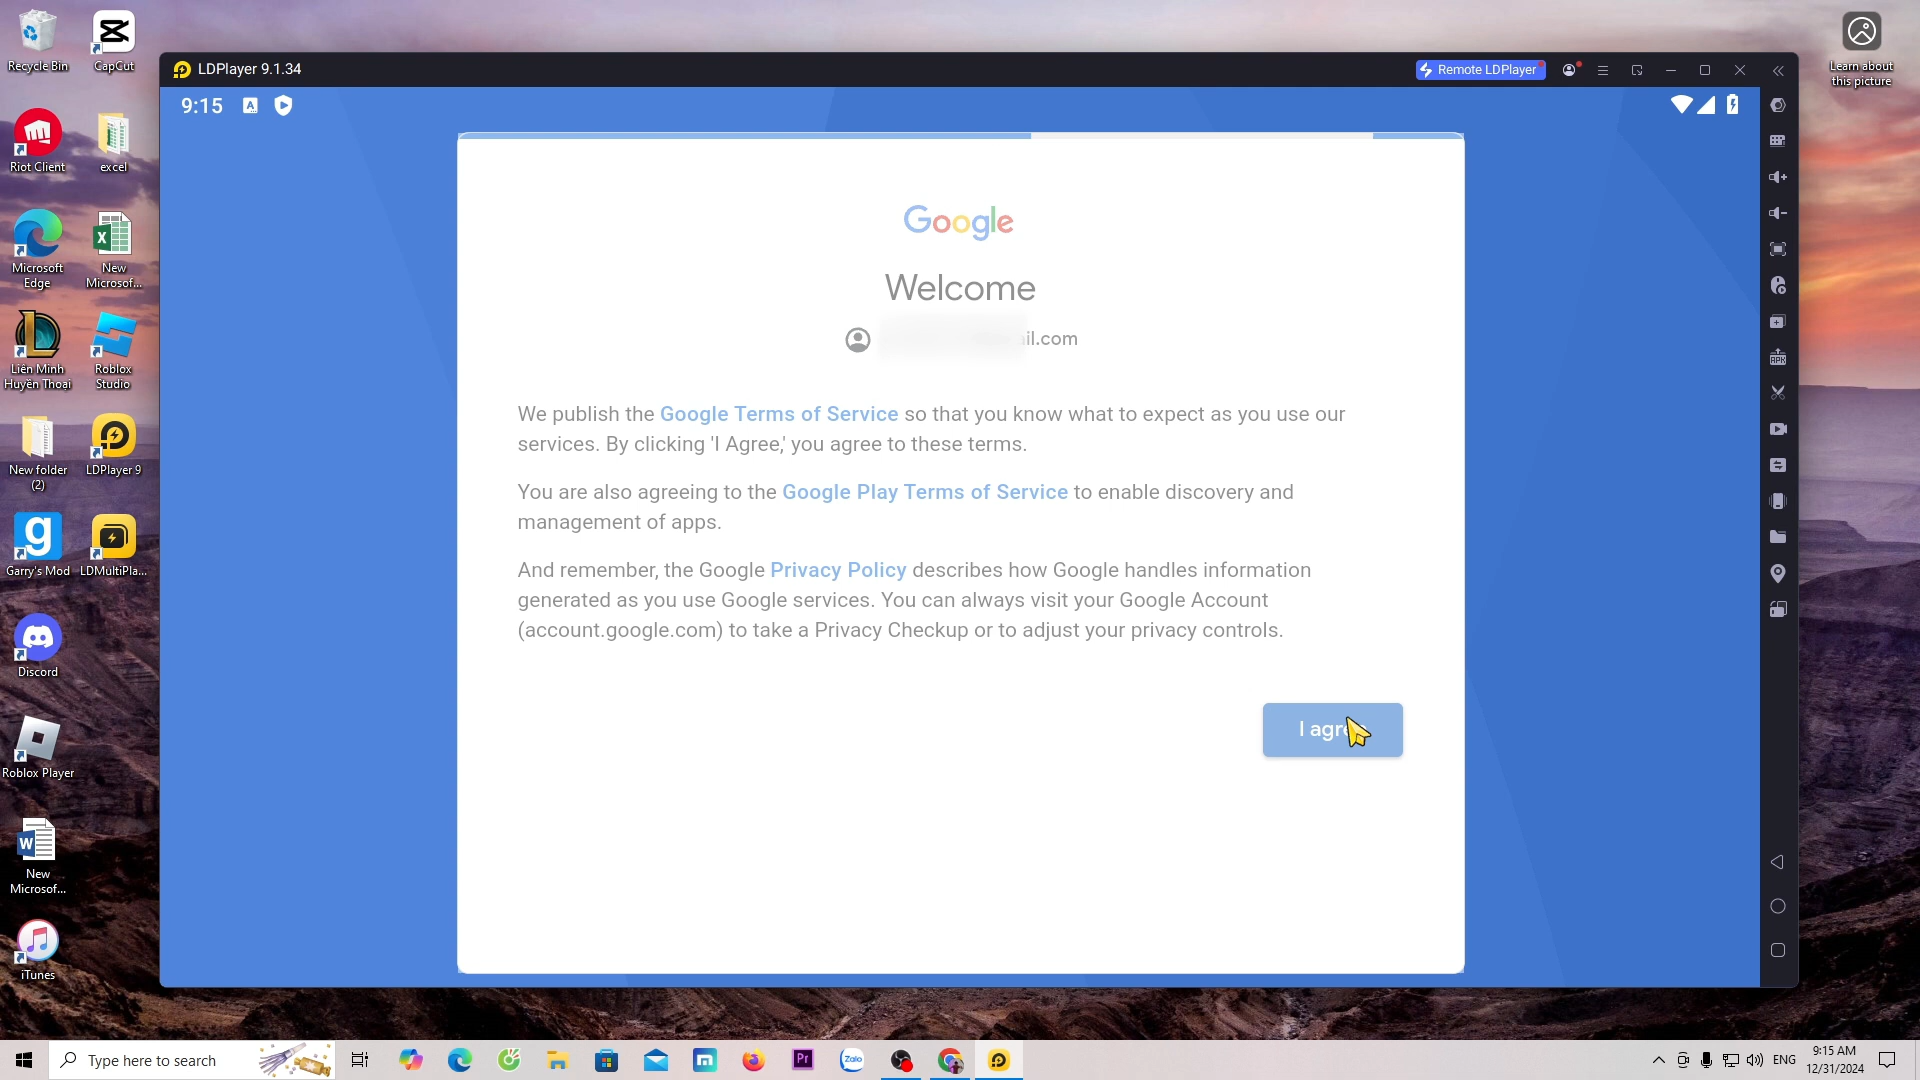 Recycle Bin
CapCut
Riot Client
excel
Microsoft
Edge
New
Microsof...
Liên Minh
Huyền Thoại
Roblox
Studio
New folder
(2)
LDPlayer 9
Garry's Mod
LDMultiPla...
Discord
Roblox Player
New
Microsof...
iTunes
Learn about
this picture
LDPlayer 9.1.34
Remote LDPlayer
9:15
Google
Welcome
il.com
We publish the Google Terms of Service so that you know what to expect as you use our
services. By clicking 'I Agree,' you agree to these terms.
You are also agreeing to the Google Play Terms of Service to enable discovery and
management of apps.
And remember, the Google Privacy Policy describes how Google handles information
generated as you use Google services. You can always visit your Google Account
(account.google.com) to take a Privacy Checkup or to adjust your privacy controls.
I agree
Type here to search
Pr
Zalo
ENG
9:15 AM
12/31/2024